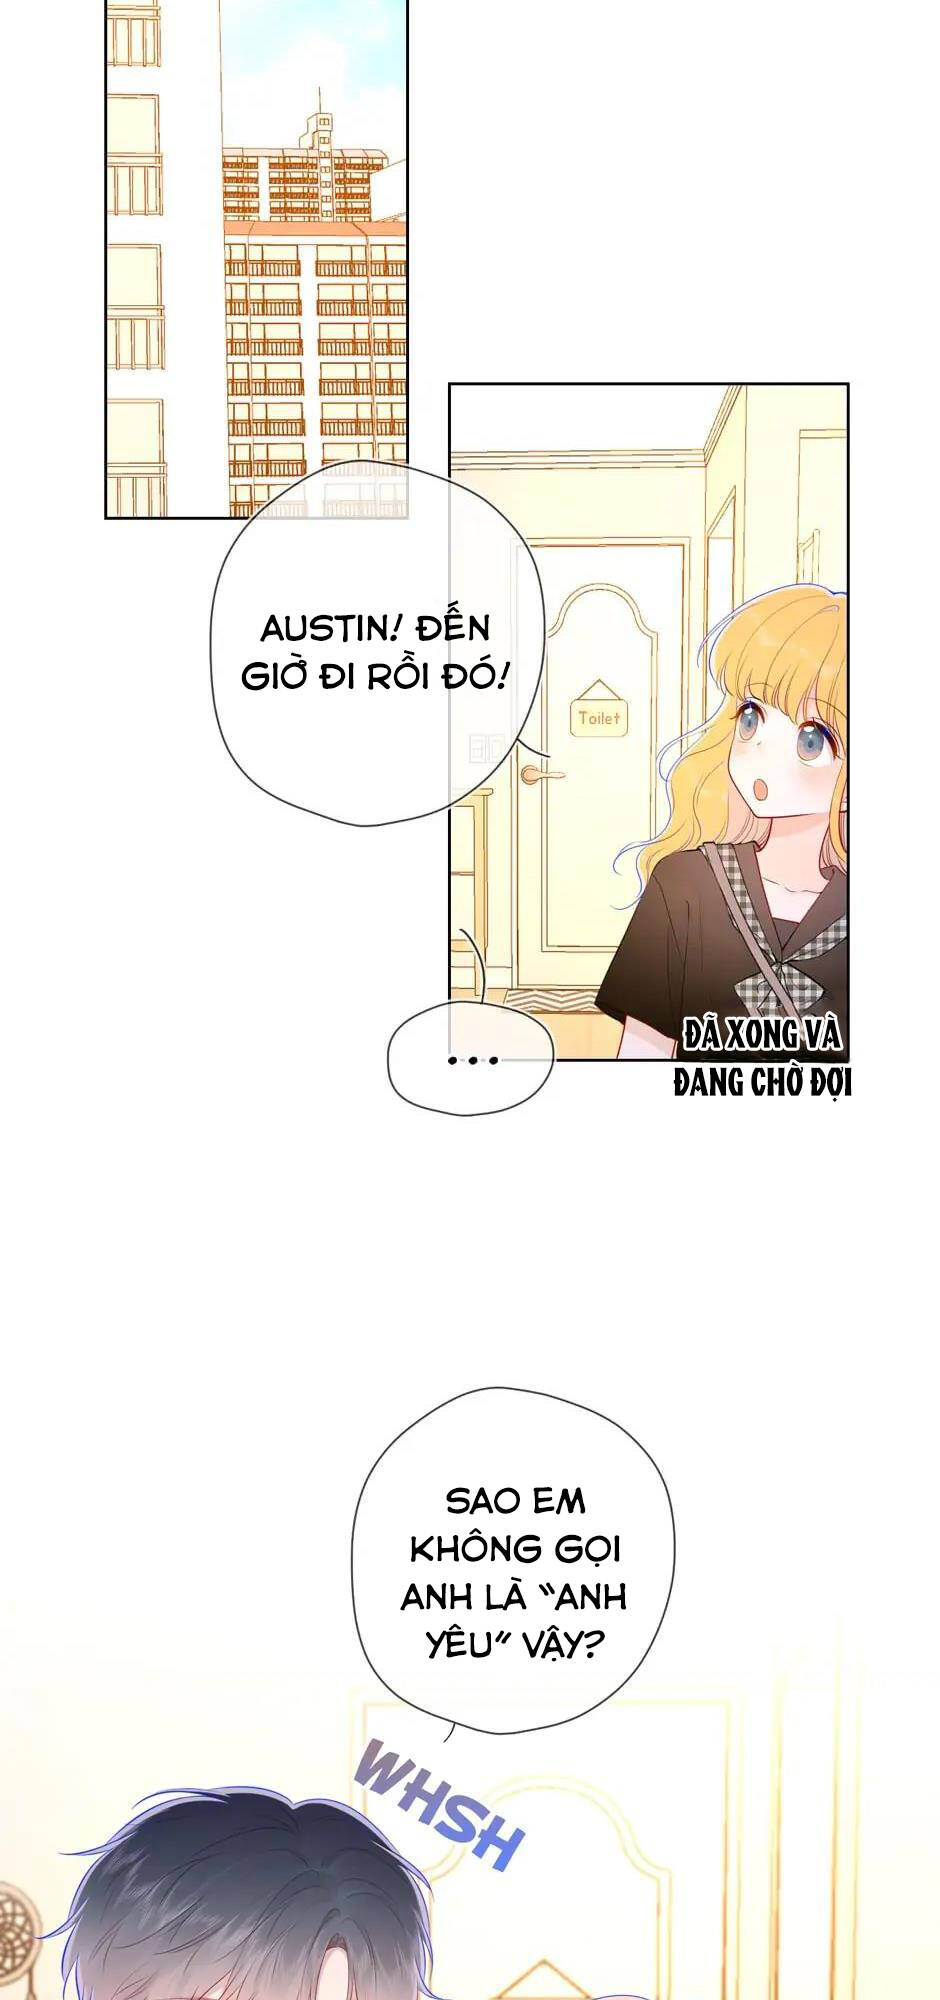 AUSTIN! ĐẾN
GIỜ ĐI RỒI ĐÓ!
Toilet
...
ĐÃ XONG VÀ
ĐANG CHỜ ĐỢI
SAO EM
KHÔNG GỌI
ANH LÀ "ANH
YÊU" VẬY?
WHSH